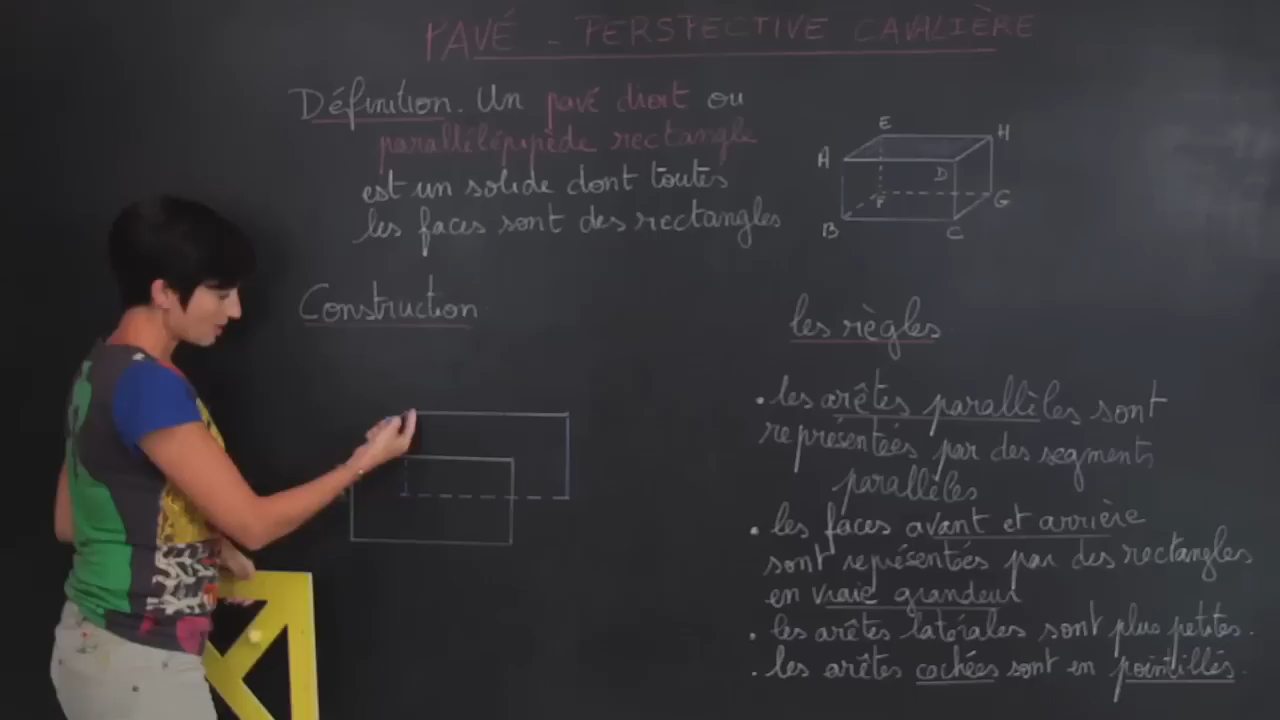 PAVÉ - PERSPECTIVE CAVALIÈRE
Définition. Un pavé droit ou
parallélépipède rectangle
est un solide dont toutes
les faces sont des rectangles
E
H
A
D
F
G
B
C
Construction
les règles
. les arêtes parallèles sont
représentées par des segments
parallèles
. les faces avant et arrière
sont représentées par des rectangles
en vraie grandeur
. les arêtes latérales sont plus petites.
. les arêtes cachées sont en pointillés.